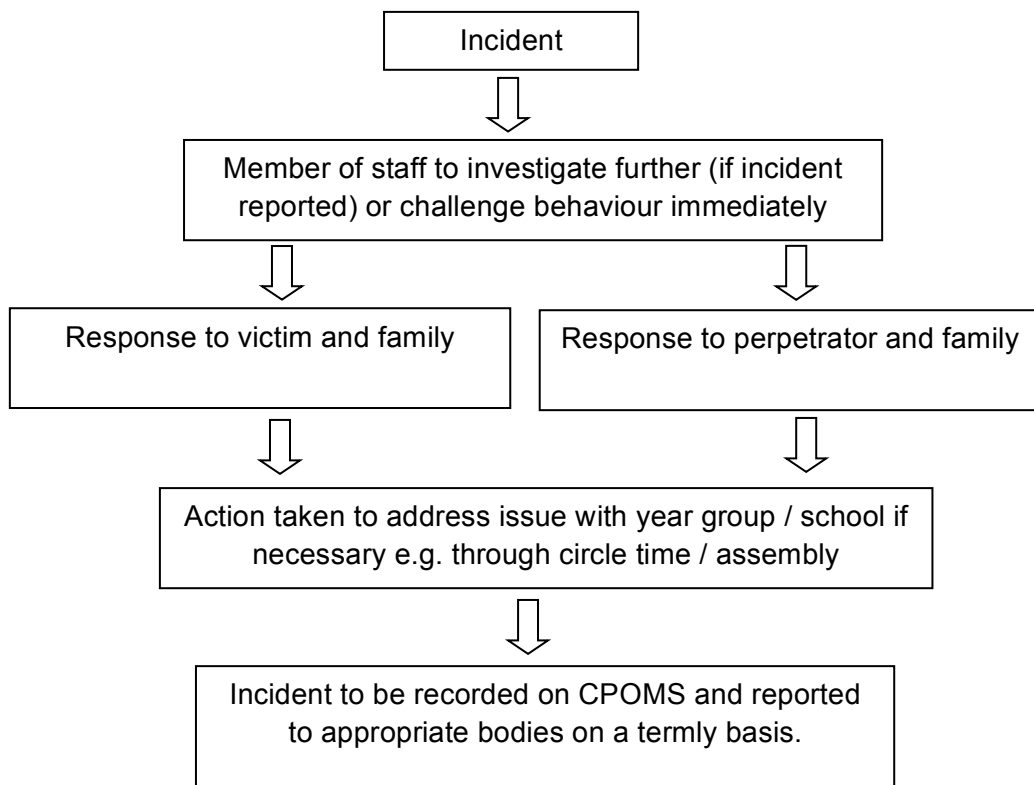 Incident
Member of staff to investigate further (if incident
reported) or challenge behaviour immediately
Response to victim and family
Response to perpetrator and family
Action taken to address issue with year group / school if
necessary e.g. through circle time / assembly
Incident to be recorded on CPOMS and reported
to appropriate bodies on a termly basis.